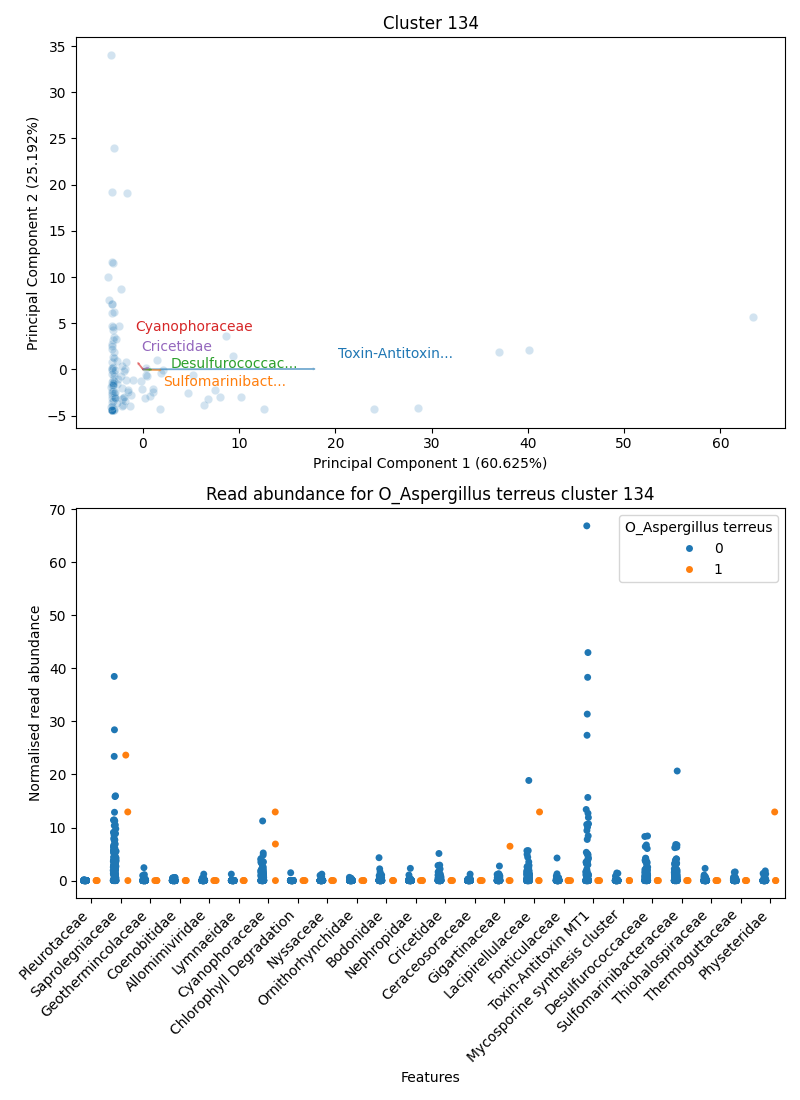 Cluster 134
35
30
25
20
15
10
5
0
−5
Principal Component 2 (25.192%)
Cyanophoraceae
Cricetidae
Toxin-Antitoxin...
Desulfurococcac...
Sulfomarinibact...
0
10
20
30
40
50
60
Principal Component 1 (60.625%)
Read abundance for O_Aspergillus terreus cluster 134
70
60
50
40
30
20
10
0
Normalised read abundance
O_Aspergillus terreus
0
1
Pleurotaceae
Saprolegniaceae
Geothermincolaceae
Coenobitidae
Allomimiviridae
Lymnaeidae
Cyanophoraceae
Chlorophyll Degradation
Nyssaceae
Ornithorhynchidae
Bodonidae
Nephropidae
Cricetidae
Ceraceosoraceae
Gigartinaceae
Lacipirellulaceae
Fonticulaceae
Toxin-Antitoxin MT1
Mycosporine synthesis cluster
Desulfurococcaceae
Sulfomarinibacteraceae
Thiohalospiraceae
Thermoguttaceae
Physeteridae
Features